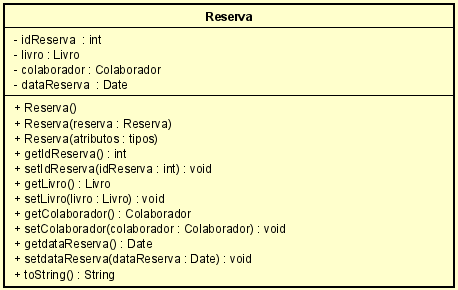 Reserva
- idReserva : int
- livro : Livro
- colaborador : Colaborador
- dataReserva : Date
+ Reserva()
+ Reserva(reserva : Reserva)
+ Reserva(atributos : tipos)
+ getIdReserva() : int
+ setIdReserva(idReserva : int) : void
+ getLivro() : Livro
+ setLivro(livro : Livro) : void
+ getColaborador() : Colaborador
+ setColaborador(colaborador : Colaborador) : void
+ getdataReserva() : Date
+ setdataReserva(dataReserva : Date) : void
+ toString() : String